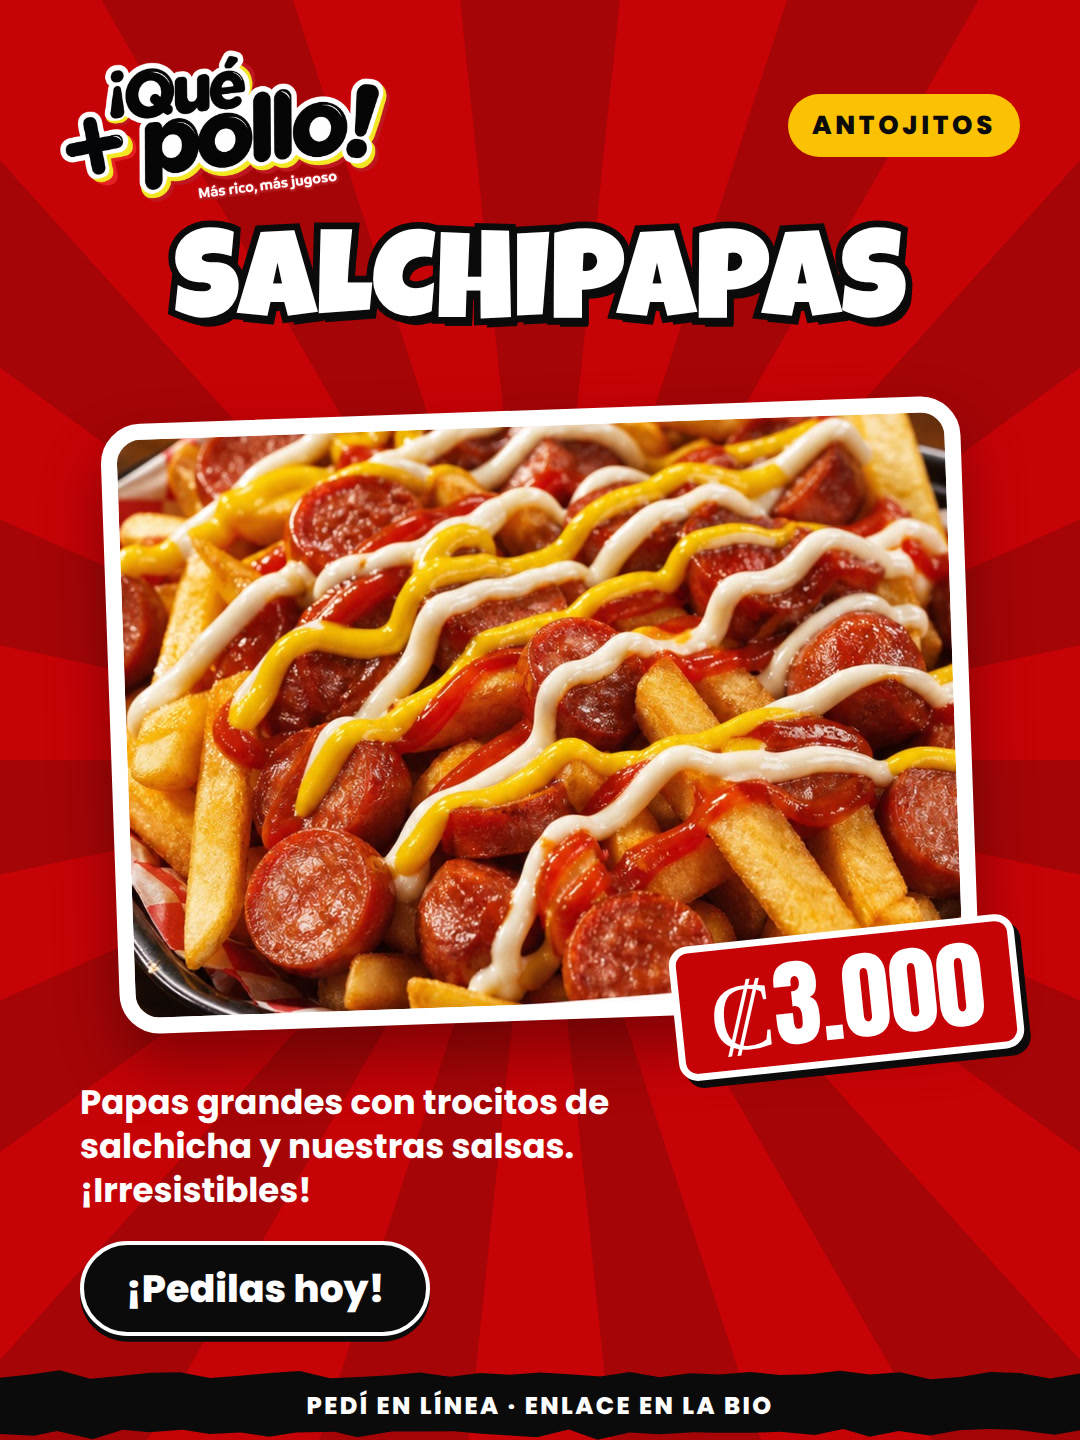 ¡Qué
+ pollo!
Más rico, más jugoso
ANTOJITOS
SALCHIPAPAS
₡3.000
Papas grandes con trocitos de
salchicha y nuestras salsas.
¡Irresistibles!
¡Pedilas hoy!
PEDÍ EN LÍNEA · ENLACE EN LA BIO